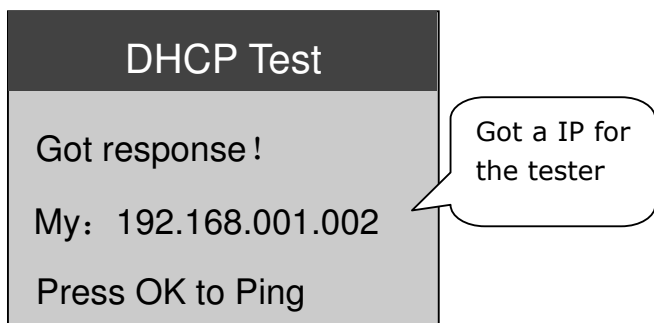 DHCP Test
Got response！
My：192.168.001.002
Press OK to Ping
Got a IP for
the tester